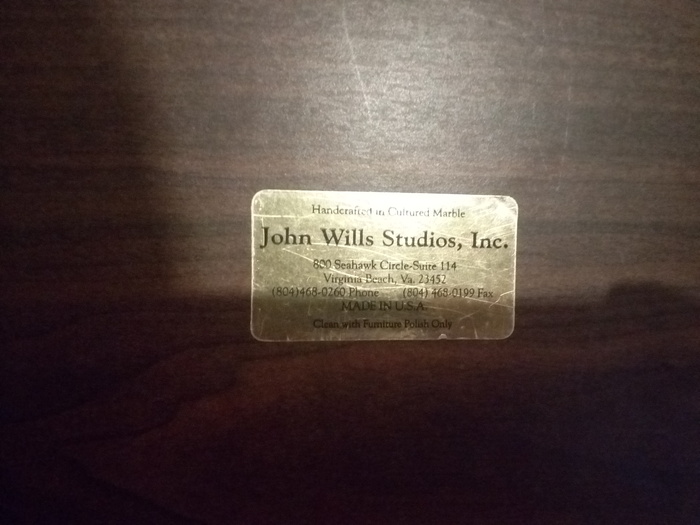 Handcrafted in Cultured Marble
John Wills Studios, Inc.
800 Seahawk Circle-Suite 114
Virginia Beach, Va. 23452
(804)468-0260 Phone (804) 468-0199 Fax
MADE IN U.S.A.
Clean with Furniture Polish Only